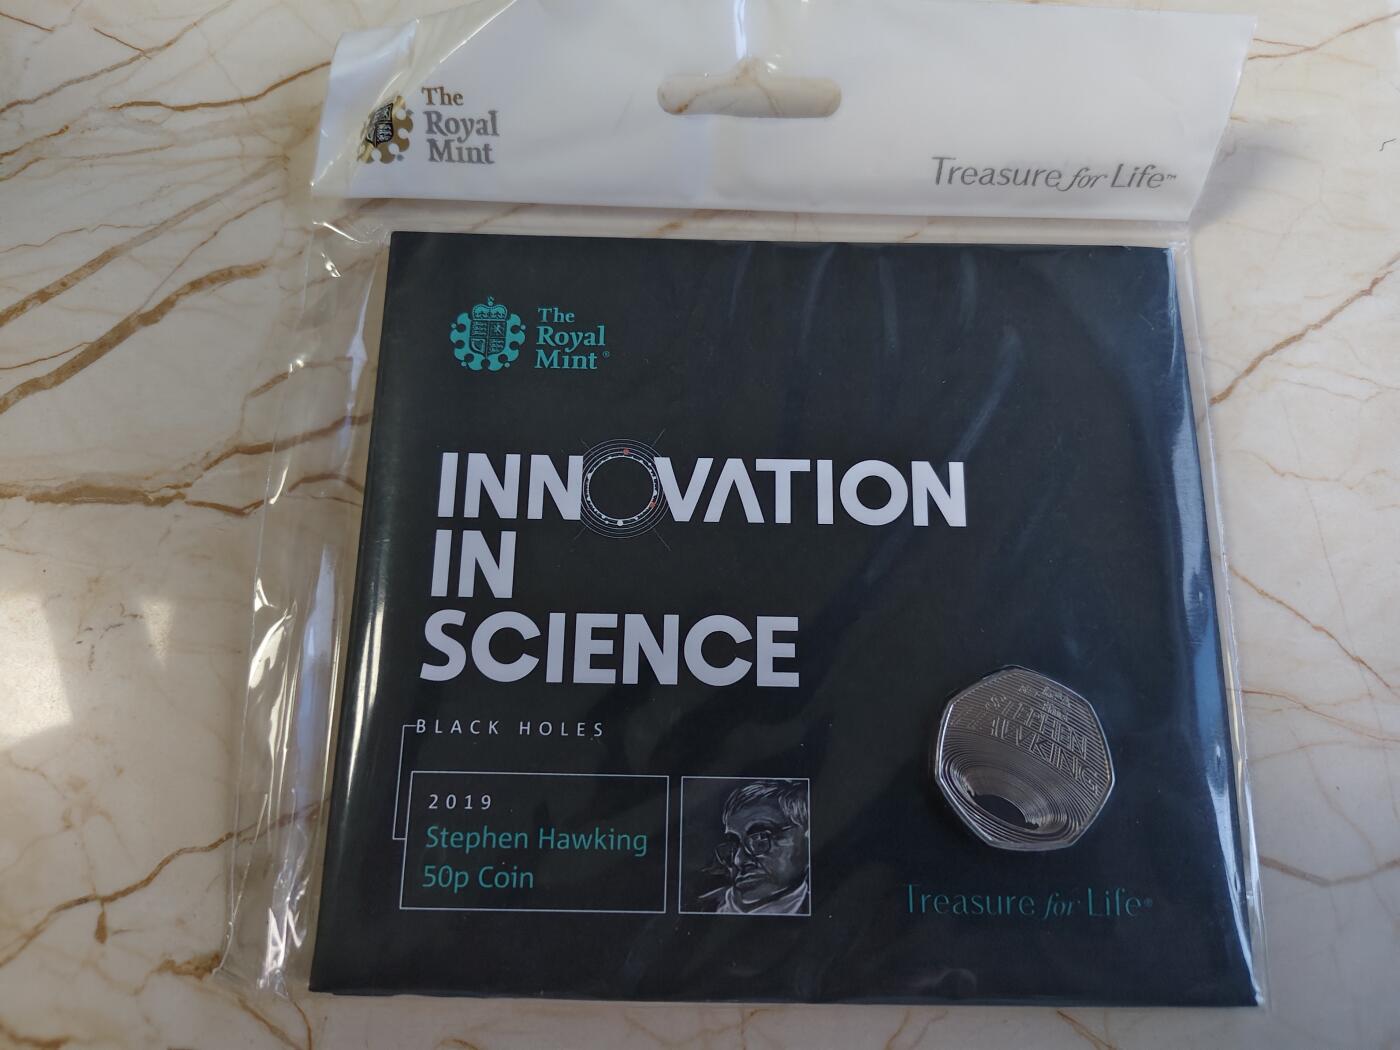 The
Royal
Mint
Treasure for Life™
The
Royal
Mint®
INNOVATION
IN
SCIENCE
BLACK HOLES
2019
Stephen Hawking
50p Coin
STEPHEN
HAWKING
Treasure for Life®